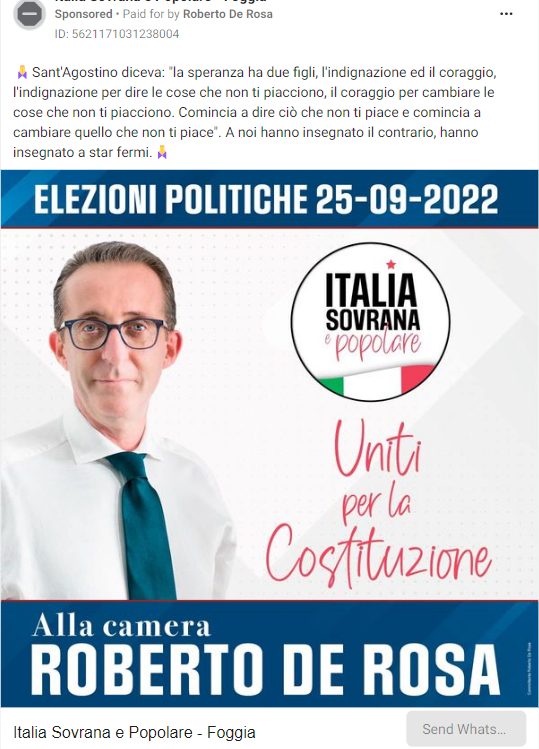 Italia Sovrana e Popolare - Foggia
Sponsored • Paid for by Roberto De Rosa
ID: 5621171031238004
Sant'Agostino diceva: "la speranza ha due figli, l'indignazione ed il coraggio,
l'indignazione per dire le cose che non ti piacciono, il coraggio per cambiare le
cose che non ti piacciono. Comincia a dire ciò che non ti piace e comincia a
cambiare quello che non ti piace". A noi hanno insegnato il contrario, hanno
insegnato a star fermi.
ELEZIONI POLITICHE 25-09-2022
ITALIA
SOVRANA
e popolare
Uniti
per la
Costituzione
Alla camera
ROBERTO DE ROSA
Italia Sovrana e Popolare - Foggia
Send Whats...